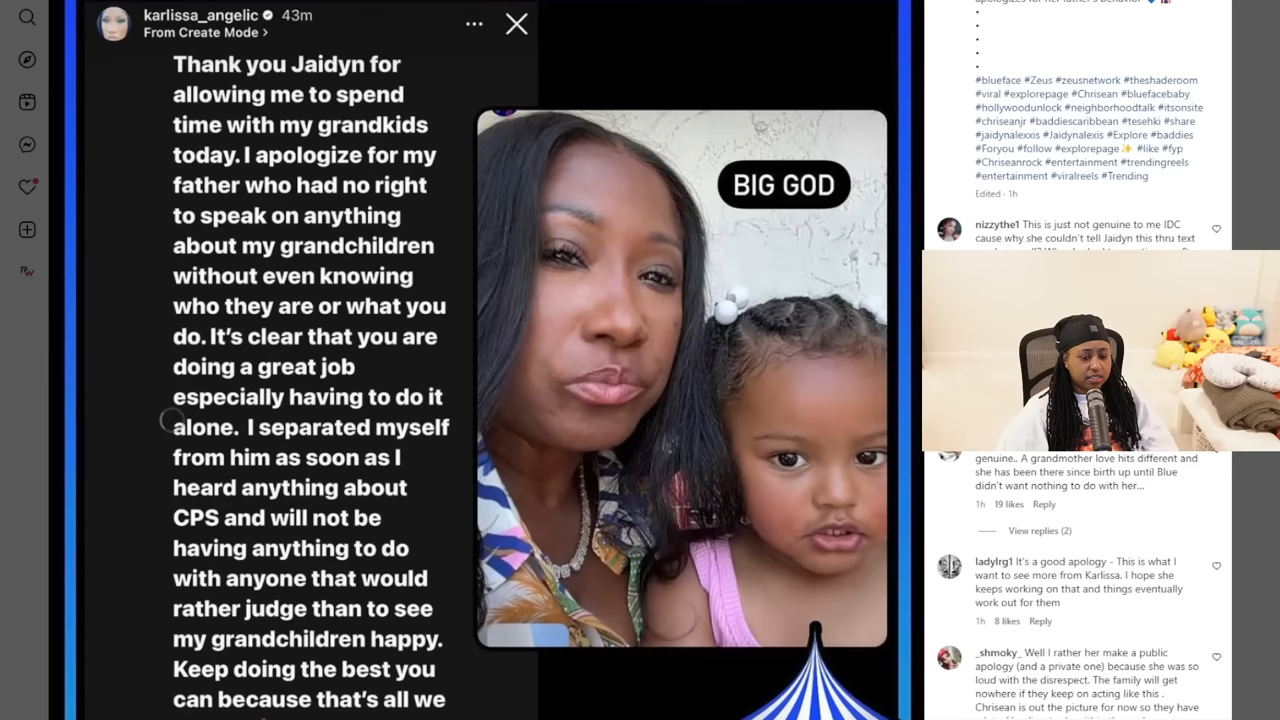 karlissa_angelic 43m
From Create Mode >
Thank you Jaidyn for
allowing me to spend
time with my grandkids
today. I apologize for my
father who had no right
to speak on anything
about my grandchildren
without even knowing
who they are or what you
do. It's clear that you are
doing a great job
especially having to do it
alone. I separated myself
from him as soon as I
heard anything about
CPS and will not be
having anything to do
with anyone that would
rather judge than to see
my grandchildren happy.
Keep doing the best you
can because that's all we
BIG GOD
#blueface #Zeus #zeusnetwork #theshaderoom
#viral #explorepage #Chrisean #bluefacebaby
#hollywoodunlock #neighborhoodtalk #itsonsite
#chriseanjr #baddiescaribbean #tesehki #share
#jaidynalexxis #Jaidynalexis #Explore #baddies
#Foryou #follow #explorepage✨ #like #fyp
#Chriseanrock #entertainment #trendingreels
#entertainment #viralreels #Trending
Edited · 1h
nizzythe1 This is just not genuine to me IDC
cause why she couldn't tell Jaidyn this thru text
genuine.. A grandmother love hits different and
she has been there since birth up until Blue
didn't want nothing to do with her...
1h 19 likes Reply
View replies (2)
ladylrg1 It's a good apology - This is what I
want to see more from Karlissa. I hope she
keeps working on that and things eventually
work out for them
1h 8 likes Reply
_shmoky_ Well I rather her make a public
apology (and a private one) because she was so
loud with the disrespect. The family will get
nowhere if they keep on acting like this .
Chrisean is out the picture for now so they have